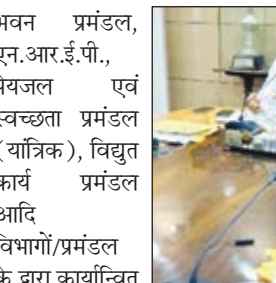 भवन प्रमंडल,
एन.आर.ई.पी.,
पेयजल एवं
स्वच्छता प्रमंडल
(यांत्रिक), विद्युत
कार्य प्रमंडल
आदि
विभागों/प्रमंडल
के द्वारा कार्यान्वित